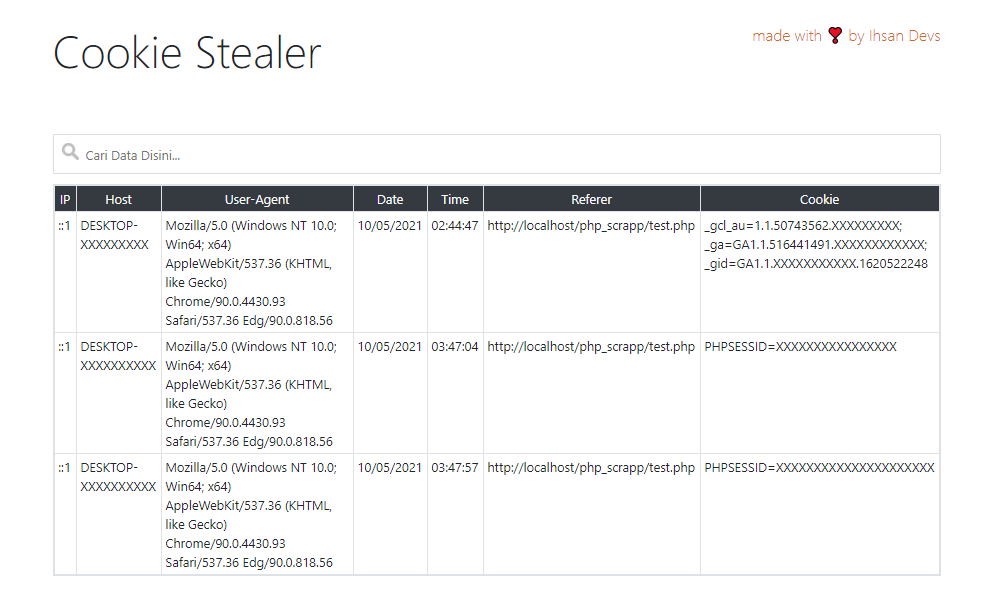 Cookie Stealer
made with ❣ by Ihsan Devs
Cari Data Disini...
IP Host User-Agent Date Time Referer Cookie
::1 DESKTOP- Mozilla/5.0 (Windows NT 10.0; 10/05/2021 02:44:47 http://localhost/php_scrapp/test.php _gcl_au=1.1.50743562.XXXXXXXXX;
XXXXXXXXX Win64; x64) _ga=GA1.1.516441491.XXXXXXXXXXXX;
AppleWebKit/537.36 (KHTML, _gid=GA1.1.XXXXXXXXXXX.1620522248
like Gecko)
Chrome/90.0.4430.93
Safari/537.36 Edg/90.0.818.56
::1 DESKTOP- Mozilla/5.0 (Windows NT 10.0; 10/05/2021 03:47:04 http://localhost/php_scrapp/test.php PHPSESSID=XXXXXXXXXXXXXXXX
XXXXXXXXXX Win64; x64)
AppleWebKit/537.36 (KHTML,
like Gecko)
Chrome/90.0.4430.93
Safari/537.36 Edg/90.0.818.56
::1 DESKTOP- Mozilla/5.0 (Windows NT 10.0; 10/05/2021 03:47:57 http://localhost/php_scrapp/test.php PHPSESSID=XXXXXXXXXXXXXXXXXXXXX
XXXXXXXXXX Win64; x64)
AppleWebKit/537.36 (KHTML,
like Gecko)
Chrome/90.0.4430.93
Safari/537.36 Edg/90.0.818.56